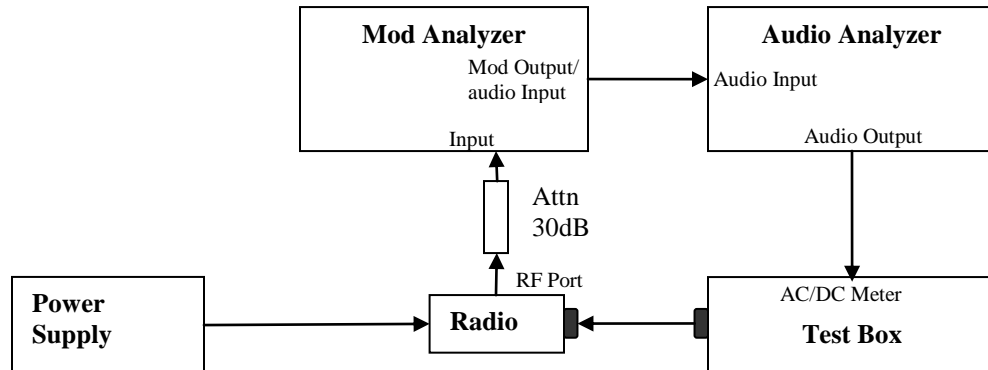 Mod Analyzer
Mod Output/
audio Input
Input
Audio Analyzer
Audio Input
Audio Output
Attn
30dB
RF Port
Power
Supply
Radio
AC/DC Meter
Test Box